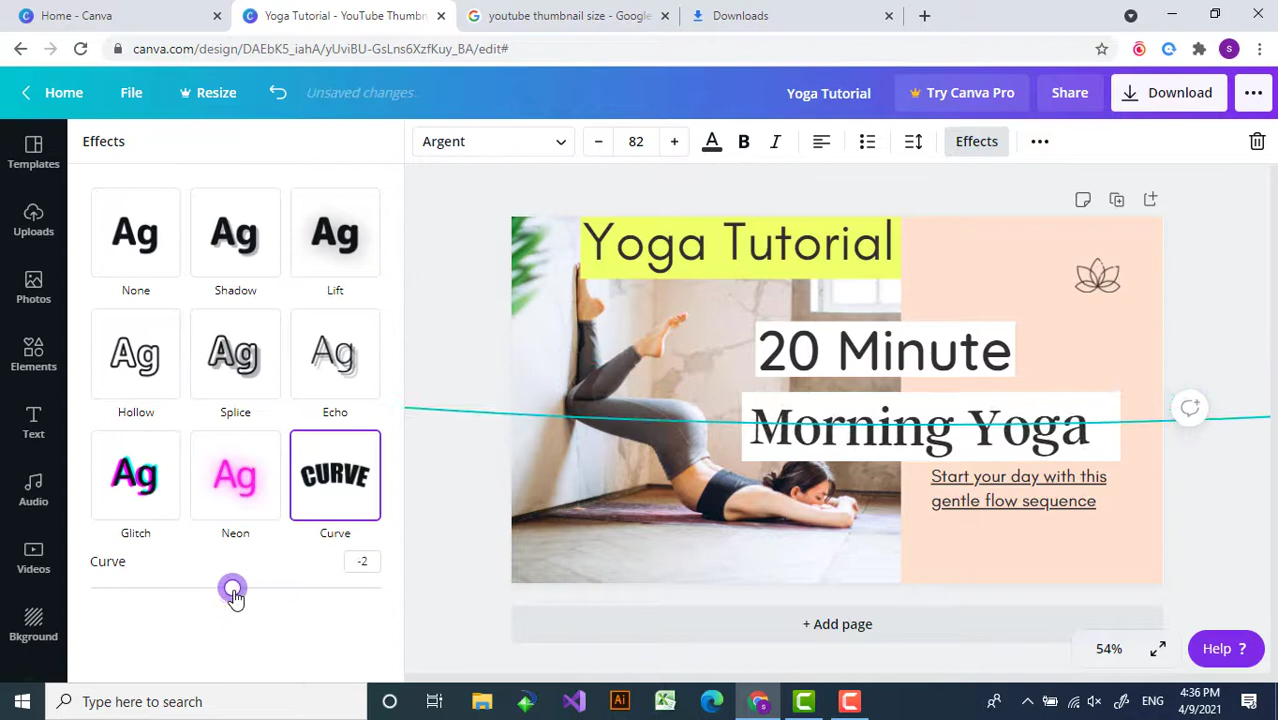 Home - Canva
Yoga Tutorial - YouTube Thumbn
youtube thumbnail size - Google
Downloads
canva.com/design/DAEbK5_iahA/yUviBU-GsLns6XzfKuy_BA/edit#
S
Home
File
Resize
Unsaved changes..
Yoga Tutorial
Try Canva Pro
Share
Download
Templates
Uploads
Photos
Elements
Text
Audio
Videos
Bkground
Effects
Argent
82
A
B
I
Effects
Ag
Ag
Ag
None
Shadow
Lift
Ag
Ag
Ag
Hollow
Splice
Echo
Ag
Ag
CURVE
Glitch
Neon
Curve
Curve
-2
Yoga Tutorial
20 Minute
Morning Yoga
Start your day with this
gentle flow sequence
+ Add page
54%
Help ?
Type here to search
Ai
ENG
4:36 PM
4/9/2021